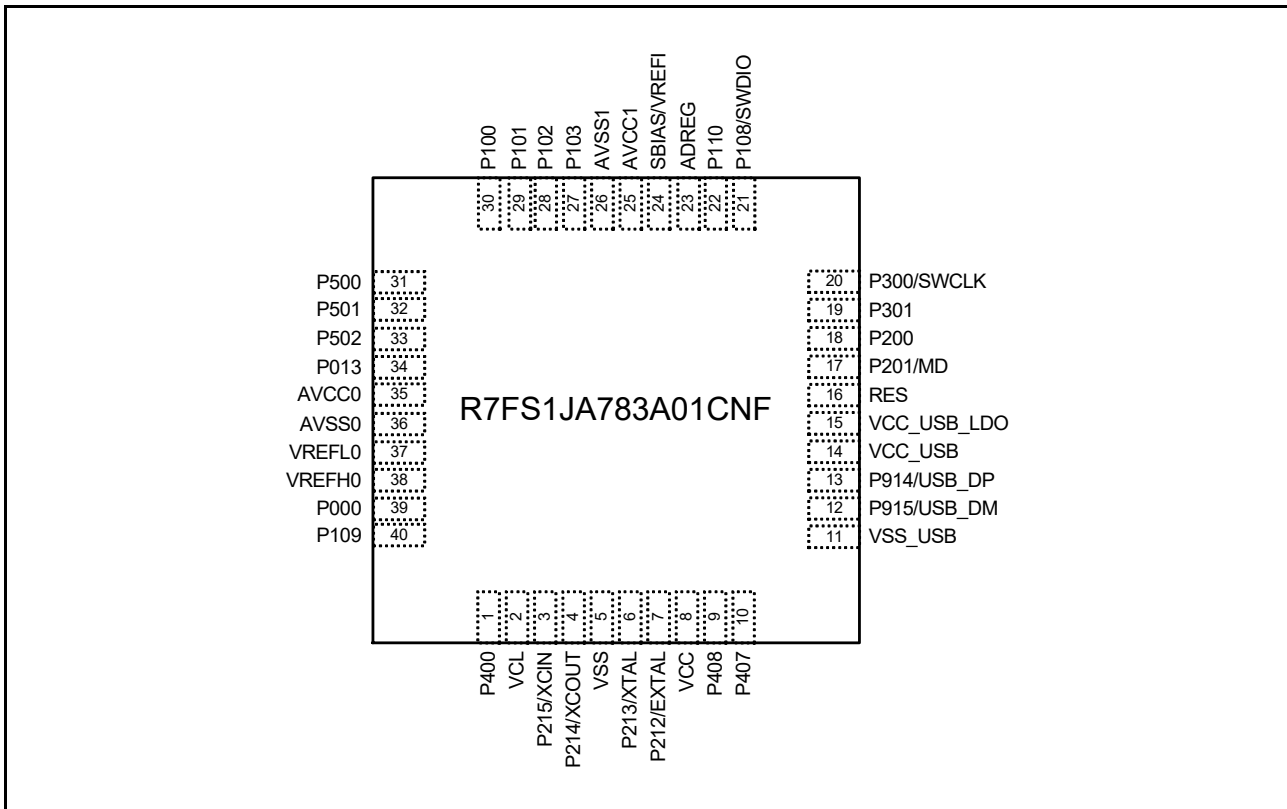 P100
P101
P102
P103
AVSS1
AVCC1
SBIAS/VREFI
ADREG
P110
P108/SWDIO
30
29
28
27
26
25
24
23
22
21
P500 31
P501 32
P502 33
P013 34
AVCC0 35
AVSS0 36
VREFL0 37
VREFH0 38
P000 39
P109 40
R7FS1JA783A01CNF
20 P300/SWCLK
19 P301
18 P200
17 P201/MD
16 RES
15 VCC_USB_LDO
14 VCC_USB
13 P914/USB_DP
12 P915/USB_DM
11 VSS_USB
1
2
3
4
5
6
7
8
9
10
P400
VCL
P215/XCIN
P214/XCOUT
VSS
P213/XTAL
P212/EXTAL
VCC
P408
P407